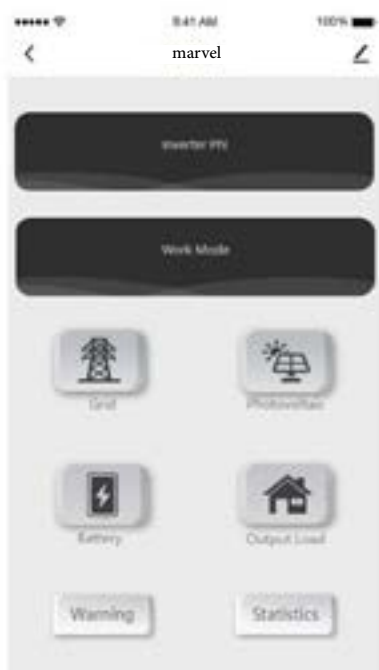 9:41 AM 100%
marvel
Inverter PN
Work Mode
Grid Photovoltaic
Battery Output Load
Warning Statistics